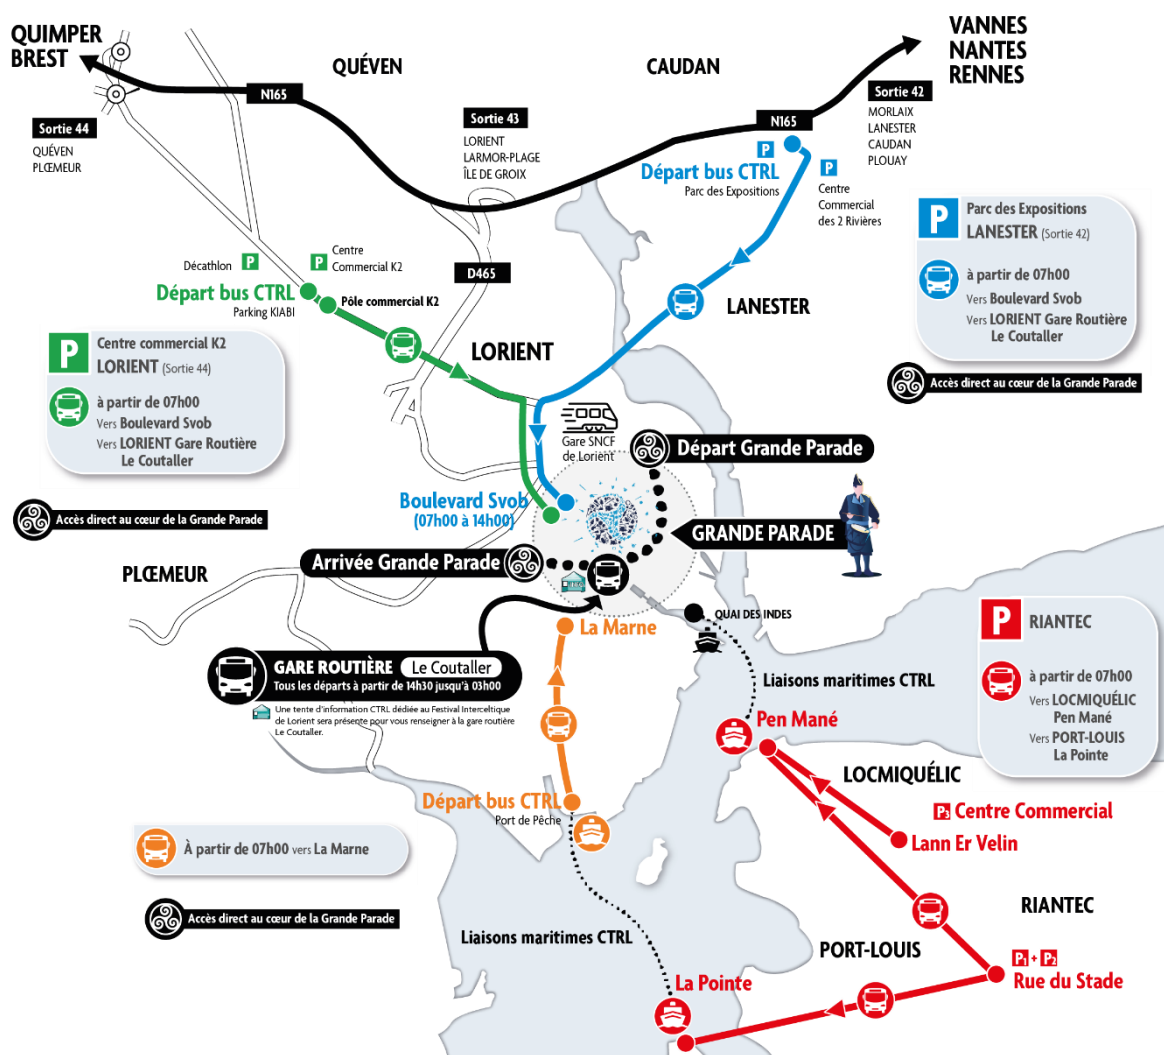 QUIMPER
BREST
QUÉVEN
CAUDAN
VANNES
NANTES
RENNES
N165
N165
Sortie 44
QUÉVEN
PLŒMEUR
Sortie 43
LORIENT
LARMOR-PLAGE
ÎLE DE GROIX
Sortie 42
MORLAIX
LANESTER
CAUDAN
PLOUAY
P
Départ bus CTRL
Parc des Expositions
P
Centre
Commercial
des 2 Rivières
P
Parc des Expositions
LANESTER (Sortie 42)
à partir de 07h00
Vers Boulevard Svob
Vers LORIENT Gare Routière
Le Coutaller
Accès direct au cœur de la Grande Parade
Décathlon P
P Centre
Commercial K2
D465
Départ bus CTRL
Parking KIABI
Pôle commercial K2
LANESTER
LORIENT
P
Centre commercial K2
LORIENT (Sortie 44)
à partir de 07h00
Vers Boulevard Svob
Vers LORIENT Gare Routière
Le Coutaller
Accès direct au cœur de la Grande Parade
Gare SNCF
de Lorient
Départ Grande Parade
Boulevard Svob
(07h00 à 14h00)
GRANDE PARADE
Arrivée Grande Parade
PLŒMEUR
QUAI DES INDES
La Marne
GARE ROUTIÈRE Le Coutaller
Tous les départs à partir de 14h30 jusqu'à 03h00
Une tente d'information CTRL dédiée au Festival Interceltique
de Lorient sera présente pour vous renseigner à la gare routière
Le Coutaller.
P
RIANTEC
à partir de 07h00
Vers LOCMIQUÉLIC
Pen Mané
Vers PORT-LOUIS
La Pointe
Liaisons maritimes CTRL
Pen Mané
LOCMIQUÉLIC
Départ bus CTRL
Port de Pêche
P3 Centre Commercial
Lann Er Velin
À partir de 07h00 vers La Marne
Accès direct au cœur de la Grande Parade
RIANTEC
Liaisons maritimes CTRL
PORT-LOUIS
P1 + P2
Rue du Stade
La Pointe